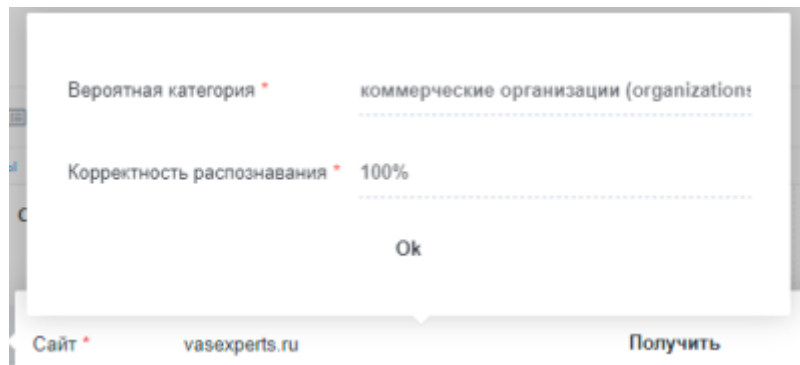 Вероятная категория * коммерческие организации (organizations
ы
Корректность распознавания * 100%
С
Ok
Сайт * vasexperts.ru Получить